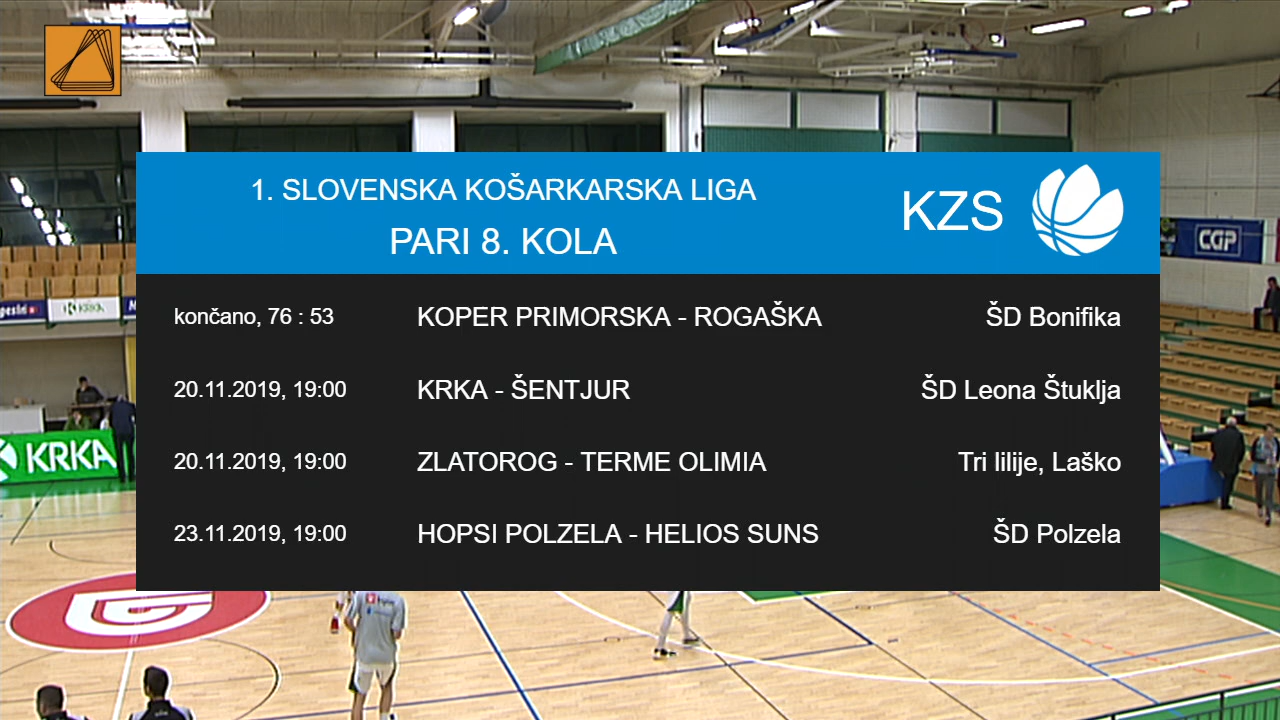 1. SLOVENSKA KOŠARKARSKA LIGA
PARI 8. KOLA
KZS
končano, 76 : 53 KOPER PRIMORSKA - ROGAŠKA ŠD Bonifika
20.11.2019, 19:00 KRKA - ŠENTJUR ŠD Leona Štuklja
20.11.2019, 19:00 ZLATOROG - TERME OLIMIA Tri lilije, Laško
23.11.2019, 19:00 HOPSI POLZELA - HELIOS SUNS ŠD Polzela
CGP
KRKA